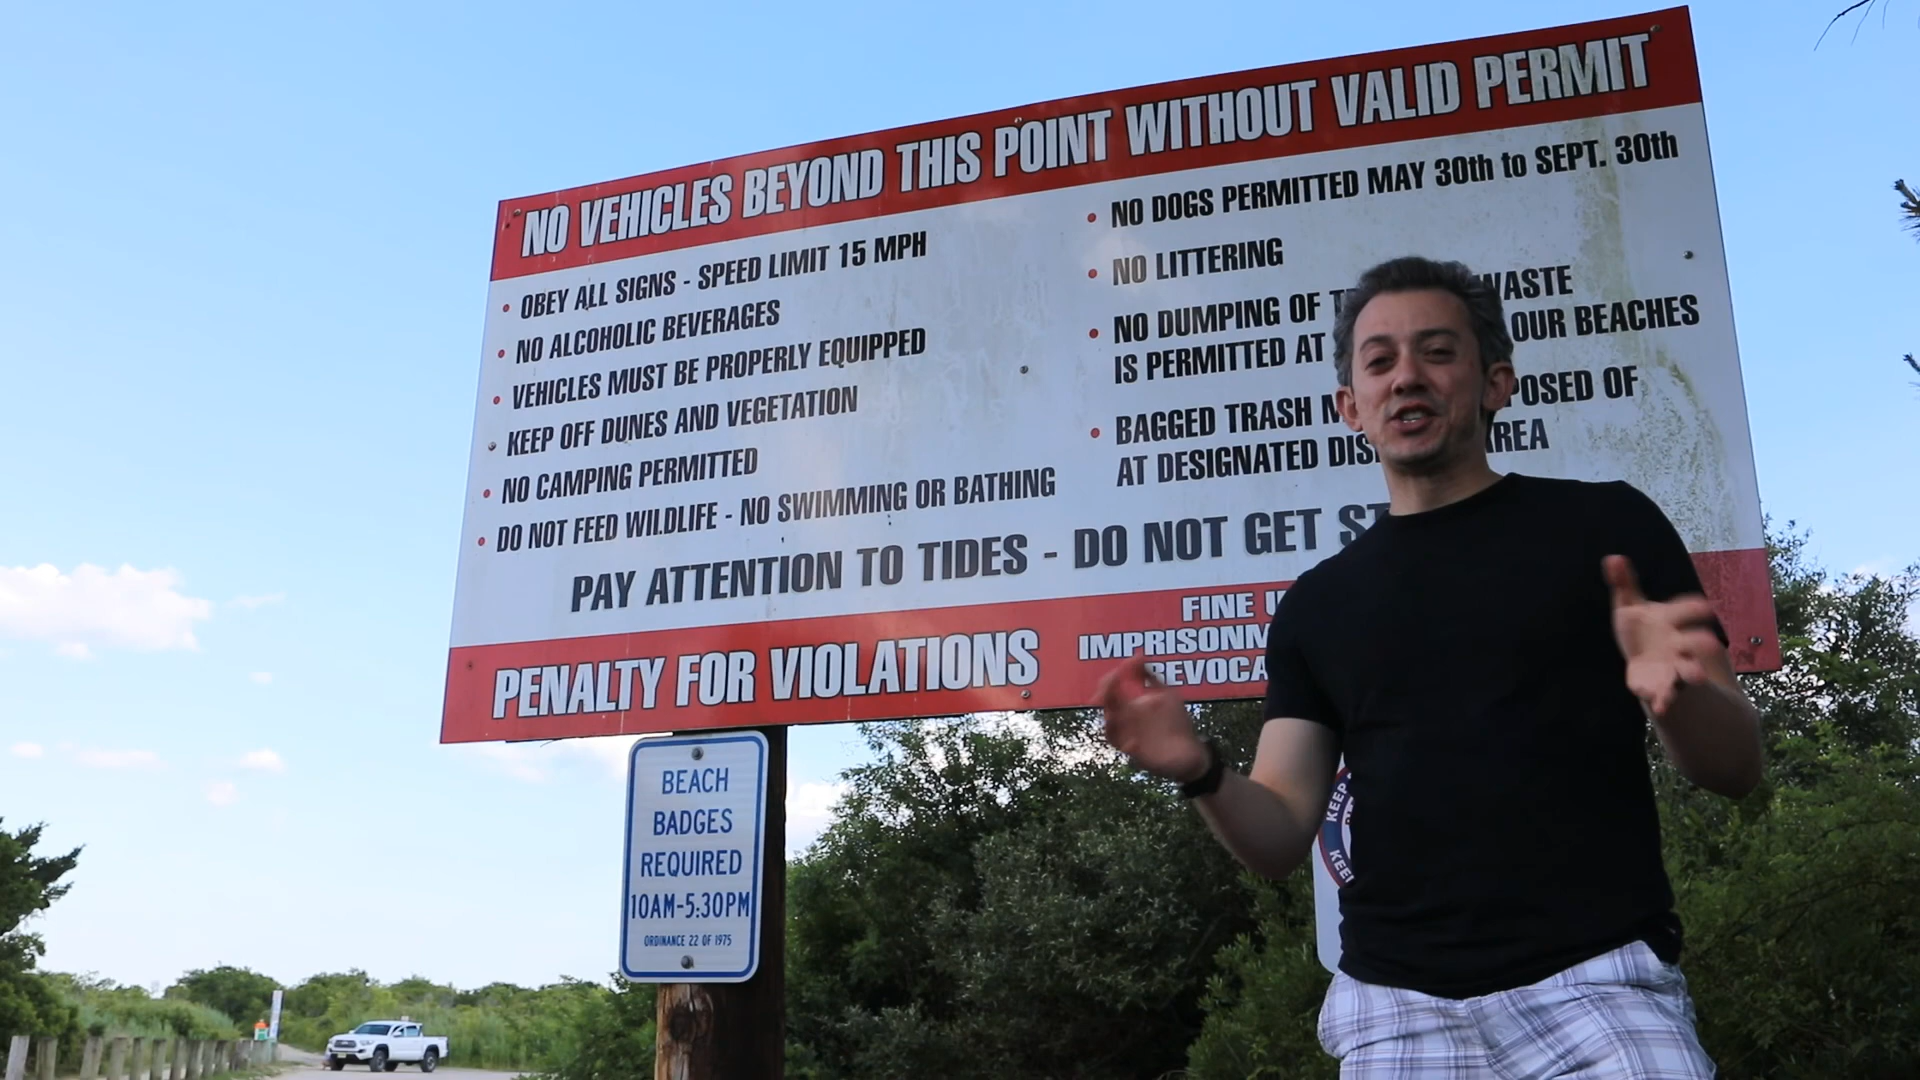 NO VEHICLES BEYOND THIS POINT WITHOUT VALID PERMIT
OBEY ALL SIGNS - SPEED LIMIT 15 MPH
NO ALCOHOLIC BEVERAGES
VEHICLES MUST BE PROPERLY EQUIPPED
KEEP OFF DUNES AND VEGETATION
NO CAMPING PERMITTED
DO NOT FEED WILDLIFE - NO SWIMMING OR BATHING
NO DOGS PERMITTED MAY 30th to SEPT. 30th
NO LITTERING
NO DUMPING OF WASTE
IS PERMITTED AT OUR BEACHES
BAGGED TRASH OF
AT DESIGNATED
PAY ATTENTION TO TIDES - DO NOT GET
PENALTY FOR VIOLATIONS
FINE
BEACH
BADGES
REQUIRED
10AM-5:30PM
ORDINANCE 22 OF 1975
KEEP